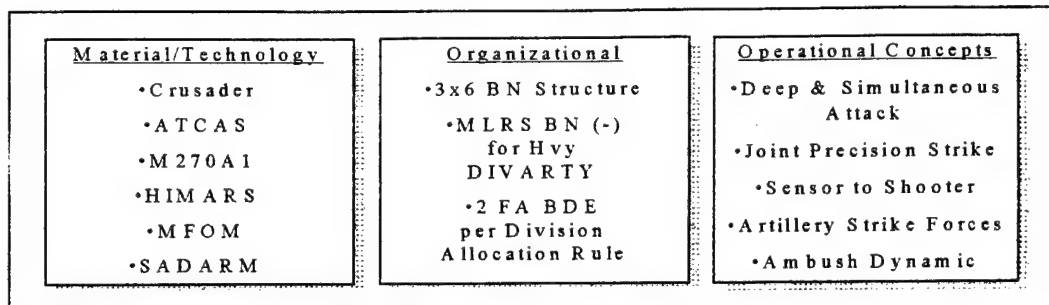 Material/Technology
•Crusader
•ATCAS
•M270A1
•HIMARS
•MFOM
•SADARM
Organizational
•3x6 BN Structure
•MLRS BN (-)
for Hvy
DIVARTY
•2 FA BDE
per Division
Allocation Rule
Operational Concepts
•Deep & Simultaneous
Attack
•Joint Precision Strike
•Sensor to Shooter
•Artillery Strike Forces
•Ambush Dynamic